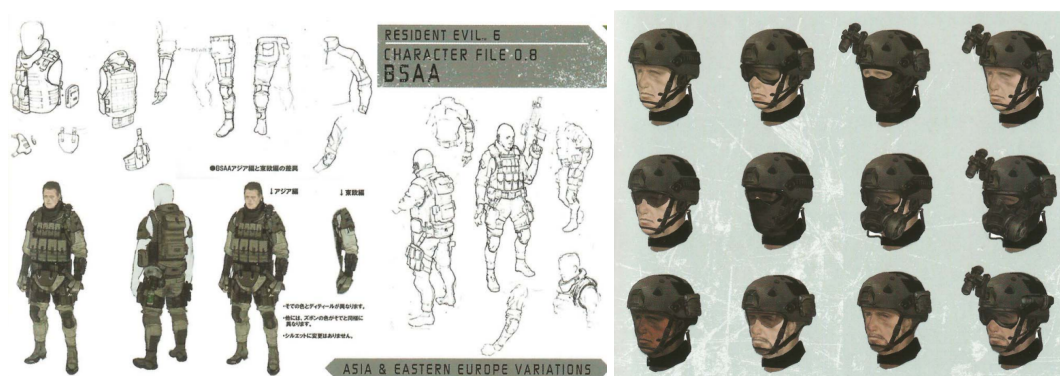 RESIDENT EVIL. 6
CHARACTER FILE 0.8
BSAA
●BSAAアジア編と東欧編の差異
↓アジア編
↓東欧編
・そでの色とディティールが異なります。
・他には、ズボンの色がそでと同様に
異なります。
・シルエットに変更はありません。
ASIA & EASTERN EUROPE VARIATIONS